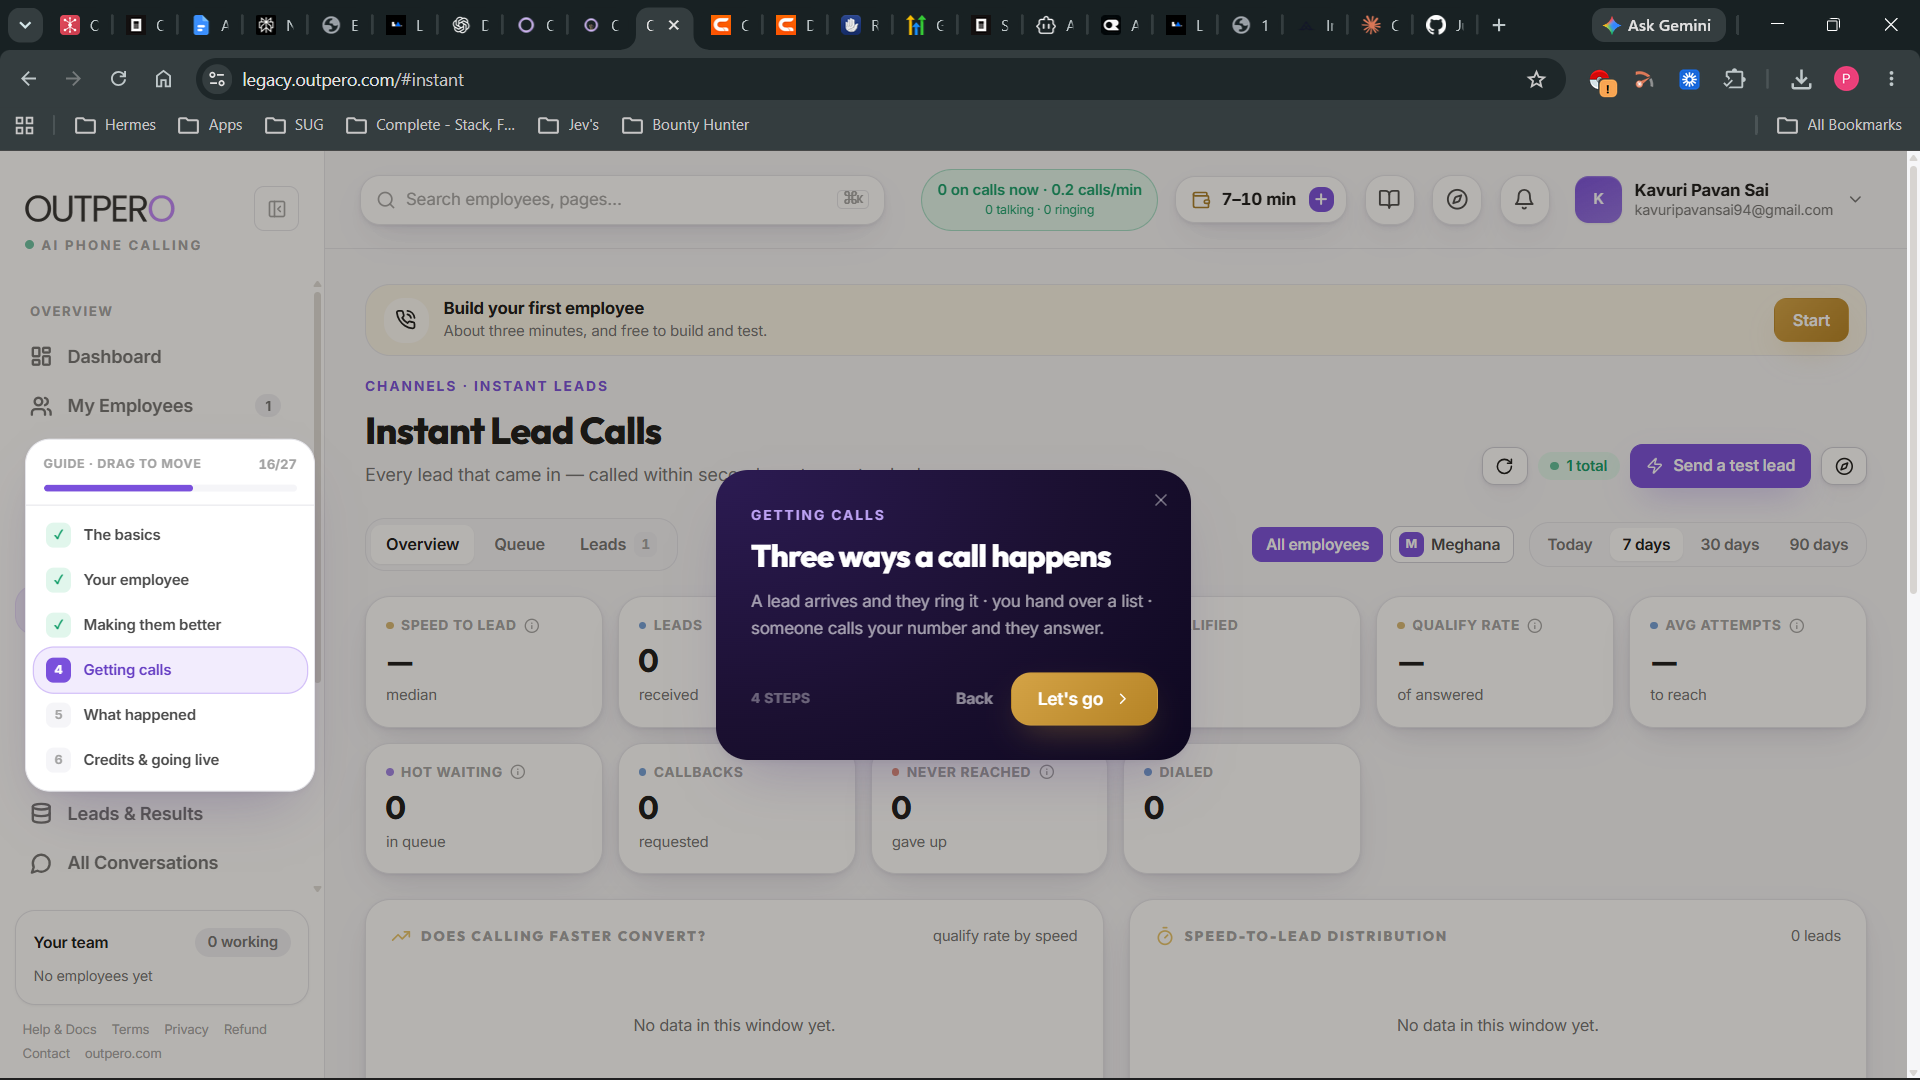 C
C
A
N
E
L
D
C
C
C
C
D
R
C
S
A
A
L
1
Ir
C
Ask Gemini
legacy.outpero.com/#instant
P
Hermes
Apps
SUG
Complete - Stack, F...
Jev's
Bounty Hunter
All Bookmarks
OUTPERO
AI PHONE CALLING
Search employees, pages...
⌘K
0 on calls now · 0.2 calls/min
0 talking · 0 ringing
7–10 min
K
Kavuri Pavan Sai
kavuripavansai94@gmail.com
OVERVIEW
Dashboard
My Employees 1
GUIDE · DRAG TO MOVE 16/27
The basics
Your employee
Making them better
4 Getting calls
5 What happened
6 Credits & going live
Leads & Results
All Conversations
Your team 0 working
No employees yet
Help & Docs Terms Privacy Refund
Contact outpero.com
Build your first employee
About three minutes, and free to build and test.
Start
CHANNELS · INSTANT LEADS
Instant Lead Calls
Every lead that came in — called within
1 total
Send a test lead
Overview Queue Leads 1
All employees
M Meghana
Today 7 days 30 days 90 days
GETTING CALLS
Three ways a call happens
A lead arrives and they ring it · you hand over a list ·
someone calls your number and they answer.
4 STEPS Back Let's go
SPEED TO LEAD
—
median
LEADS
0
received
QUALIFY RATE
—
of answered
AVG ATTEMPTS
—
to reach
HOT WAITING
0
in queue
CALLBACKS
0
requested
NEVER REACHED
0
gave up
DIALED
0
DOES CALLING FASTER CONVERT? qualify rate by speed
No data in this window yet.
SPEED-TO-LEAD DISTRIBUTION 0 leads
No data in this window yet.